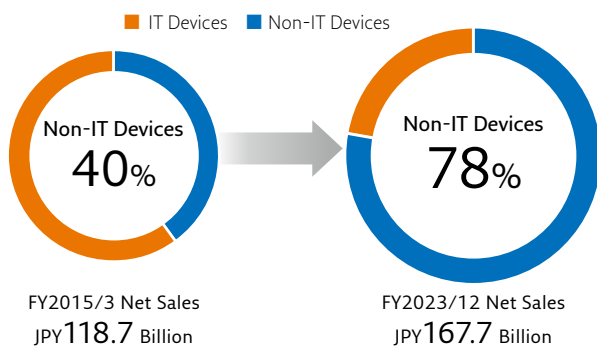 IT Devices Non-IT Devices
Non-IT Devices
40%
Non-IT Devices
78%
FY2015/3 Net Sales
JPY118.7 Billion
FY2023/12 Net Sales
JPY167.7 Billion